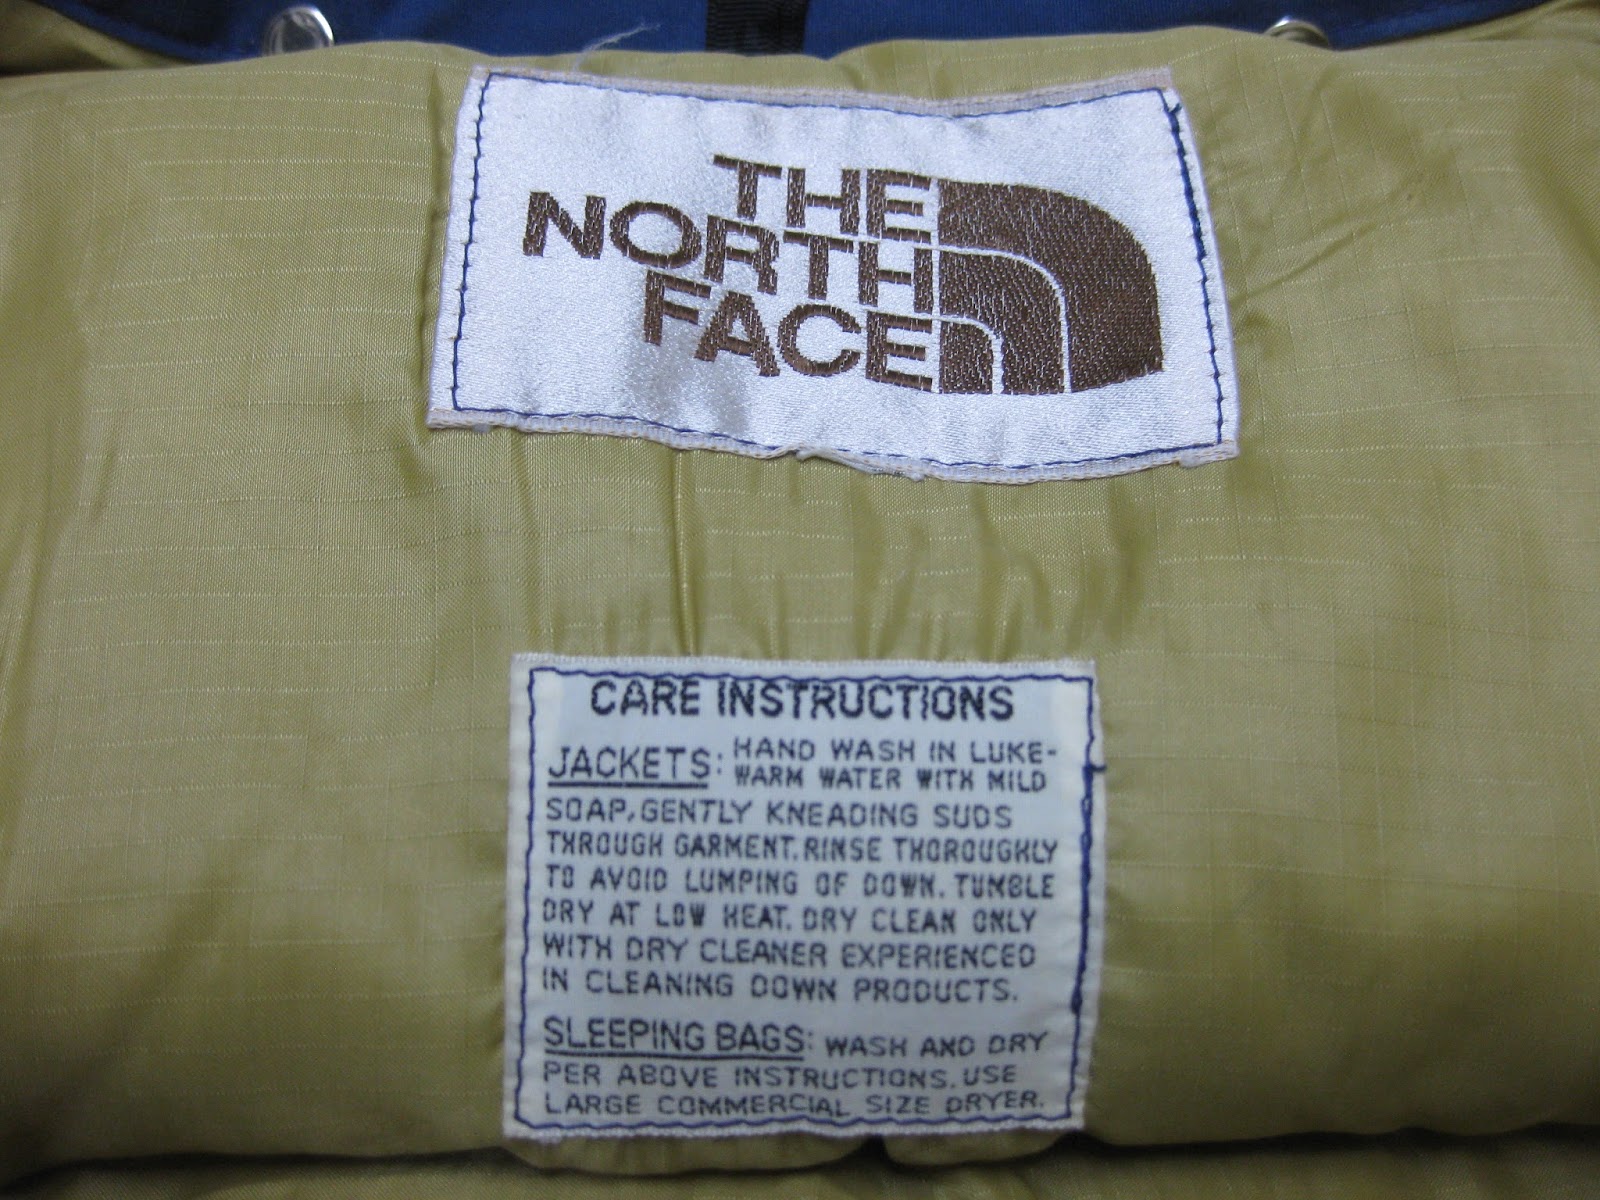 THE
NORTH
FACE
CARE INSTRUCTIONS
JACKETS: HAND WASH IN LUKE-
WARM WATER WITH MILD
SOAP, GENTLY KNEADING SUDS
THROUGH GARMENT. RINSE THOROUGHLY
TO AVOID LUMPING OF DOWN. TUMBLE
DRY AT LOW HEAT. DRY CLEAN ONLY
WITH DRY CLEANER EXPERIENCED
IN CLEANING DOWN PRODUCTS.
SLEEPING BAGS: WASH AND DRY
PER ABOVE INSTRUCTIONS. USE
LARGE COMMERCIAL SIZE DRYER.